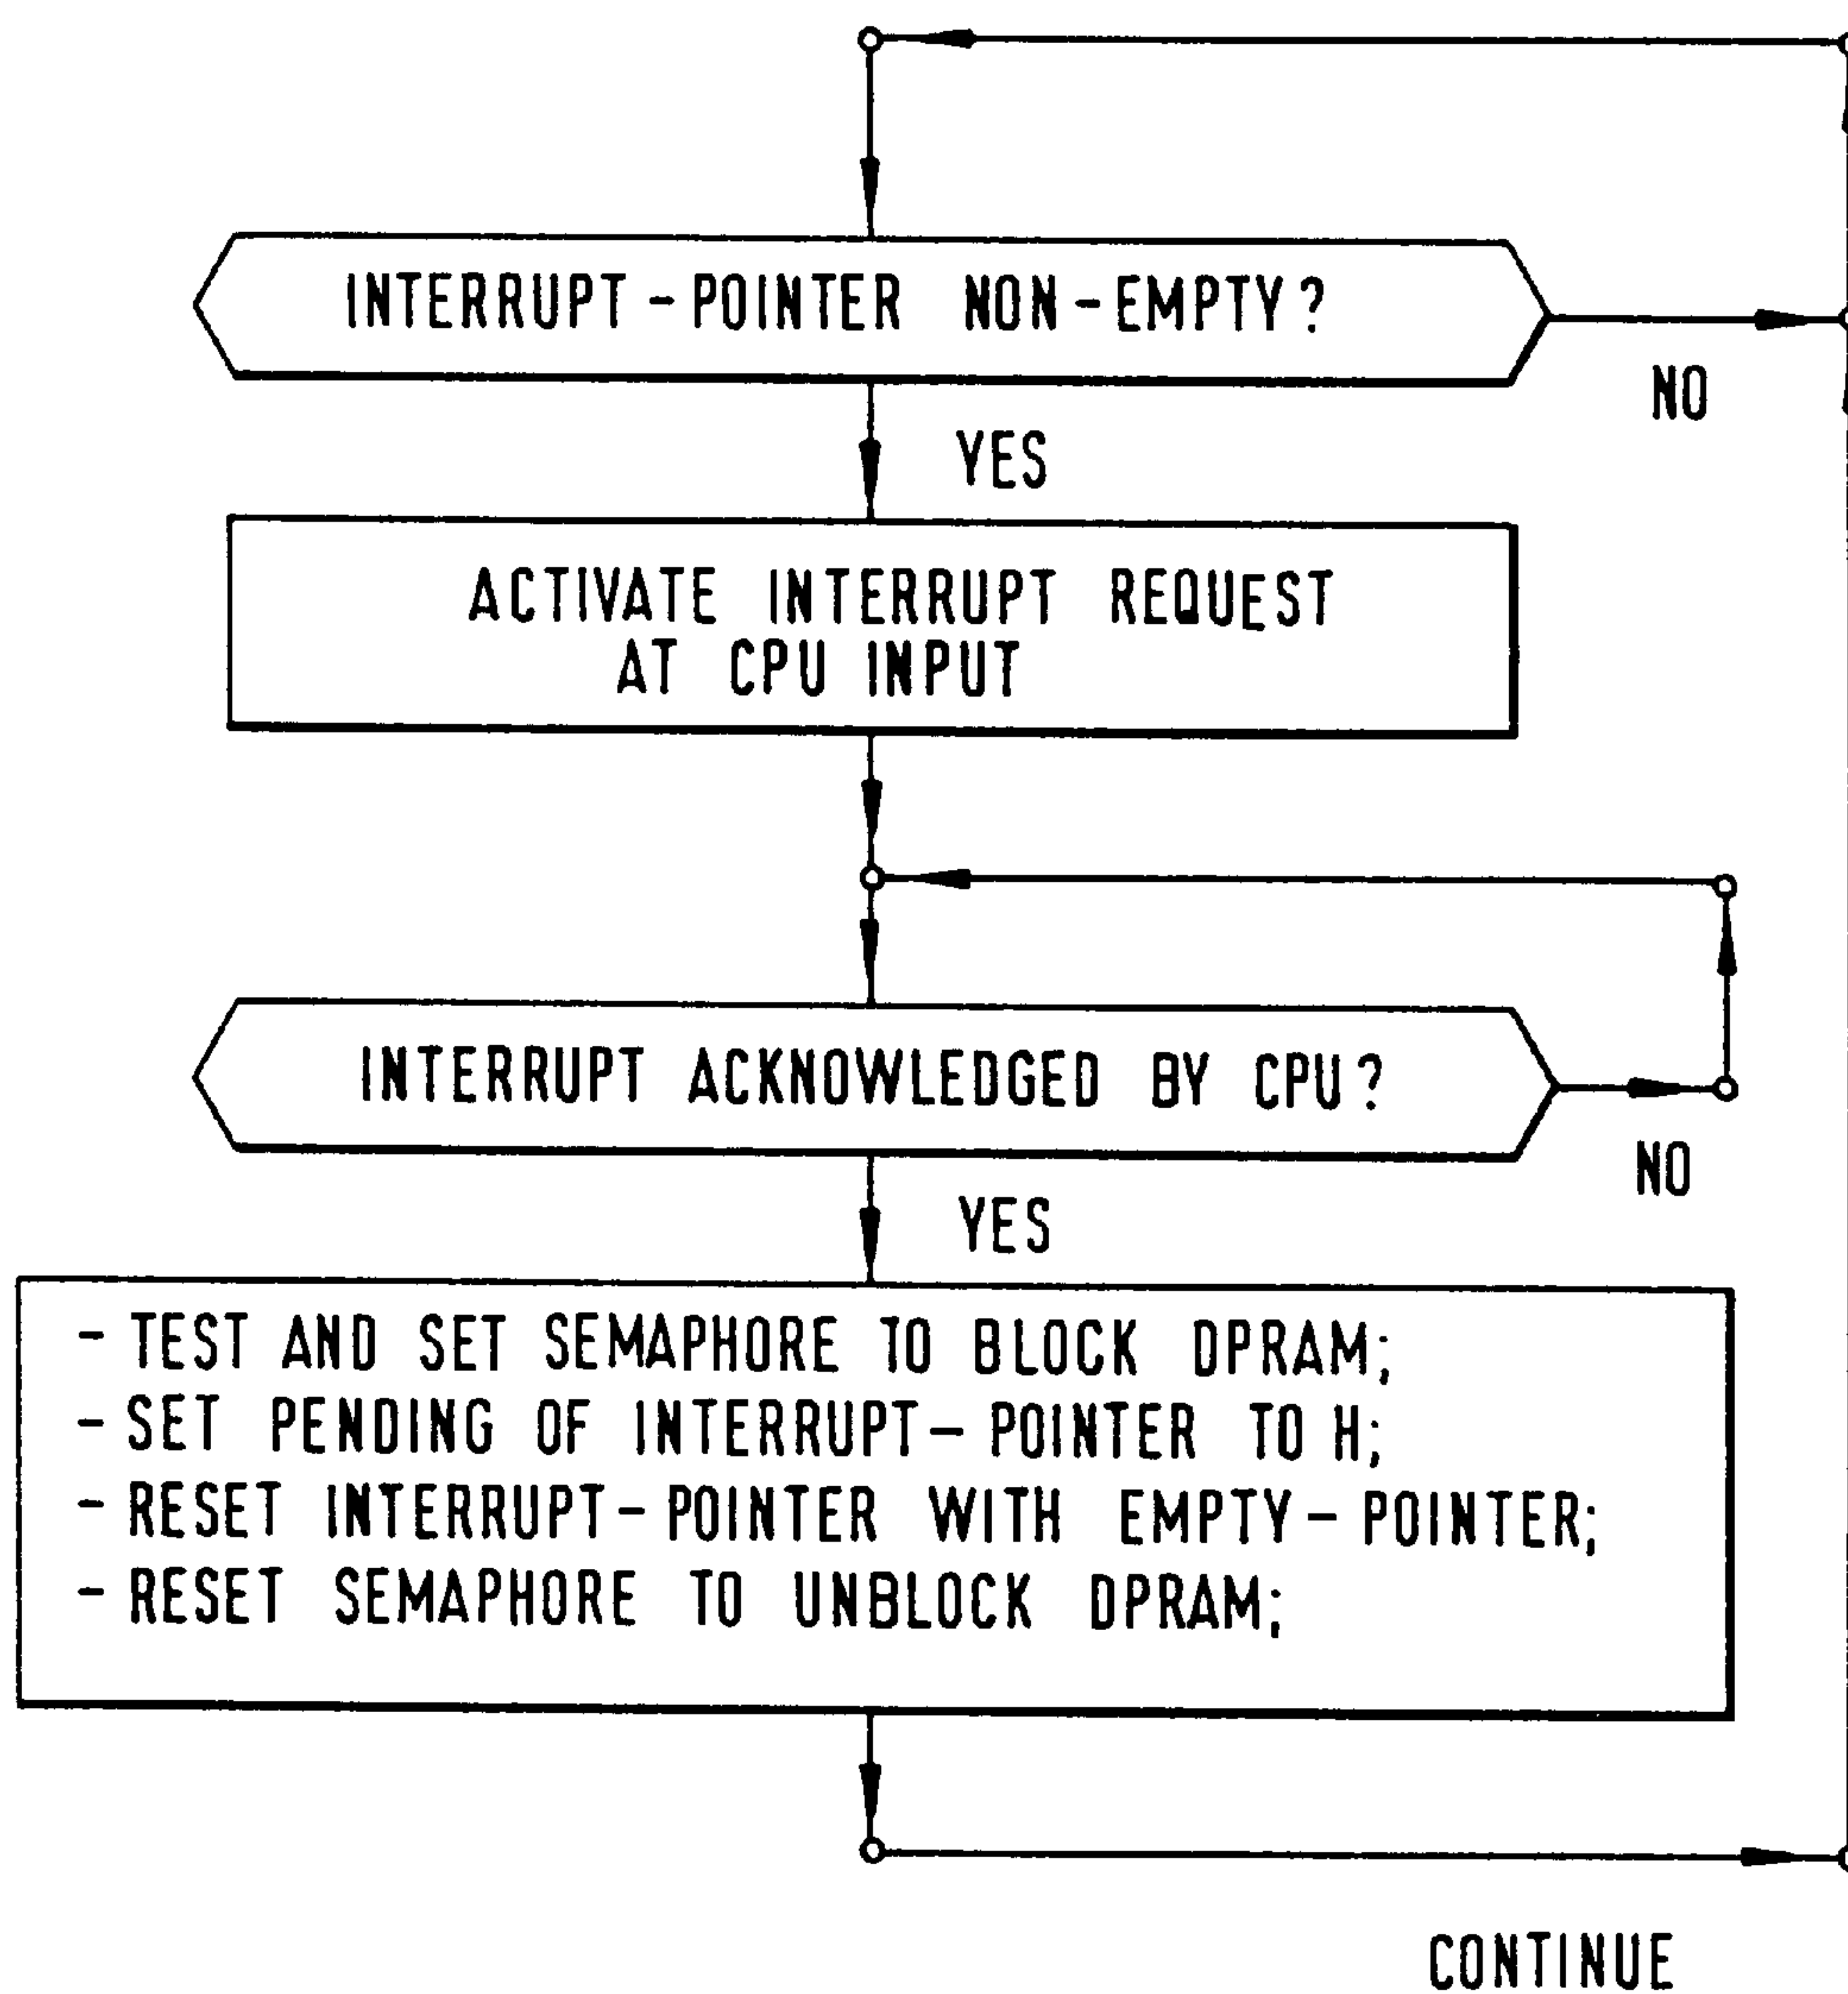 INTERRUPT-POINTER NON-EMPTY?
NO
YES
ACTIVATE INTERRUPT REQUEST
AT CPU INPUT
INTERRUPT ACKNOWLEDGED BY CPU?
NO
YES
- TEST AND SET SEMAPHORE TO BLOCK DPRAM;
- SET PENDING OF INTERRUPT-POINTER TO H;
- RESET INTERRUPT-POINTER WITH EMPTY-POINTER;
- RESET SEMAPHORE TO UNBLOCK DPRAM;
CONTINUE